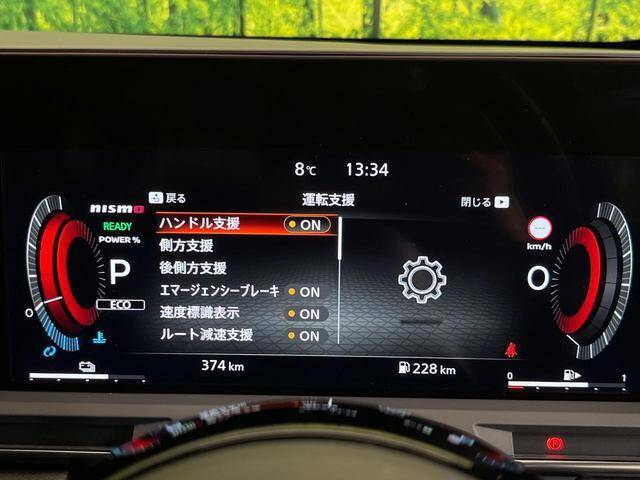 8℃ 13:34
戻る 運転支援 閉じる
nismo
READY
POWER %
P
ECO
0
ハンドル支援 ON
側方支援
後側方支援
エマージェンシーブレーキ ON
速度標識表示 ON
ルート減速支援 ON
km/h
0
374 km
228 km
0 1
P